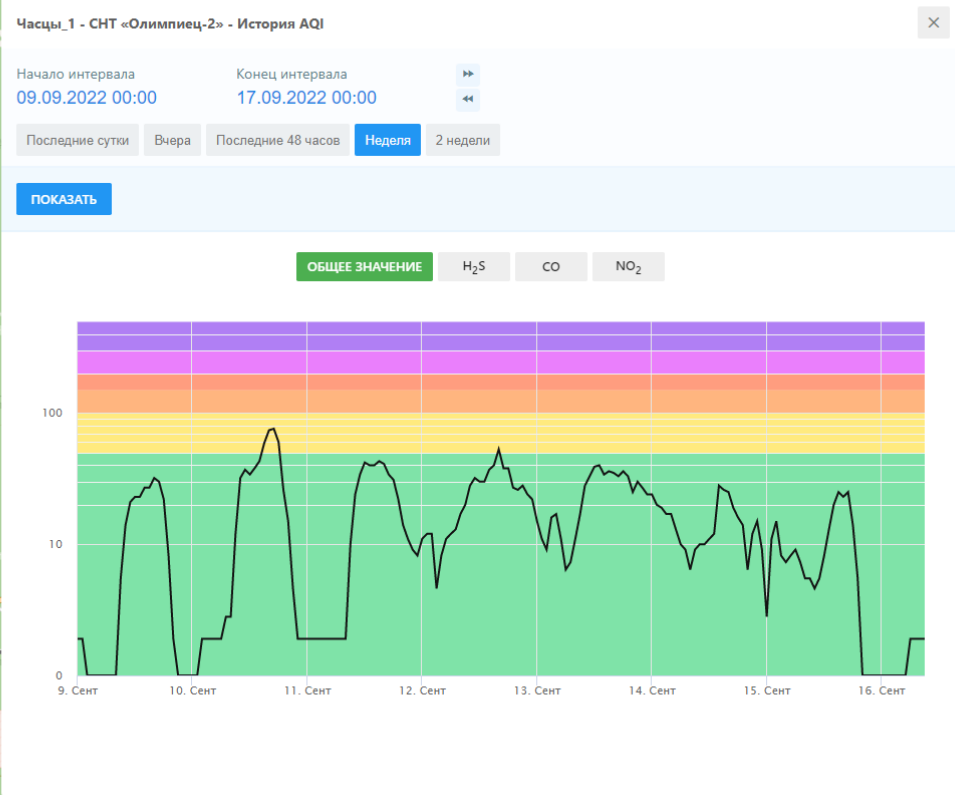 Часцы_1 - СНТ «Олимпиец-2» - История AQI
Начало интервала
Конец интервала
09.09.2022 00:00
17.09.2022 00:00
Последние сутки
Вчера
Последние 48 часов
Неделя
2 недели
ПОКАЗАТЬ
ОБЩЕЕ ЗНАЧЕНИЕ
H₂S
CO
NO₂
100
10
0
9. Сент
10. Сент
11. Сент
12. Сент
13. Сент
14. Сент
15. Сент
16. Сент